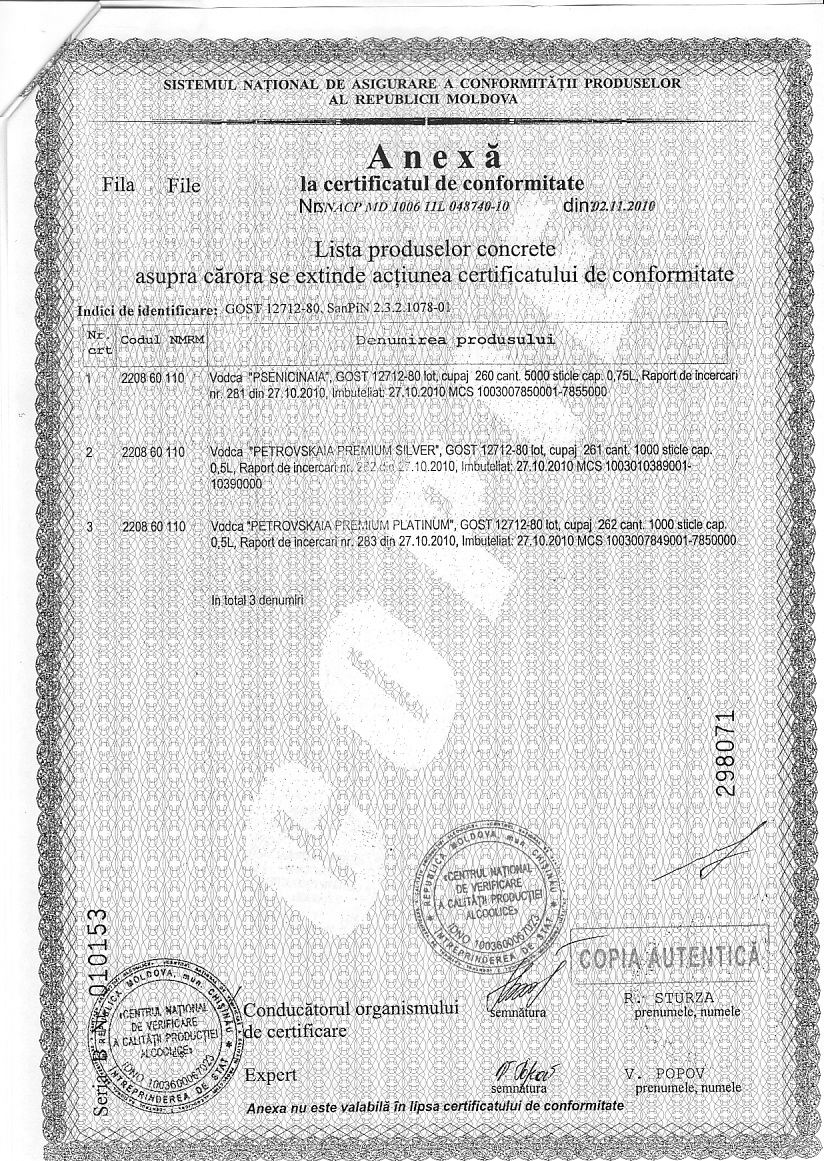 SISTEMUL NAȚIONAL DE ASIGURARE A CONFORMITĂȚII PRODUSELOR
AL REPUBLICII MOLDOVA
Anexă
Fila File
la certificatul de conformitate
Nr. SNACP MD 1006 11L 048740-10 din 02.11.2010
Lista produselor concrete
asupra cărora se extinde acțiunea certificatului de conformitate
Indici de identificare: GOST 12712-80, SanPiN 2.3.2.1078-01
Nr. crt Codul NMRM Denumirea produsului
1 2208 60 110 Vodca "PSENICINAIA", GOST 12712-80 lot, cupaj 260 cant. 5000 sticle cap. 0,75L, Raport de incercari
nr. 281 din 27.10.2010, Imbuteliat: 27.10.2010 MCS 1003007850001-7855000
2 2208 60 110 Vodca "PETROVSKAIA PREMIUM SILVER", GOST 12712-80 lot, cupaj 261 cant. 1000 sticle cap.
0,5L, Raport de incercari nr. 282 din 27.10.2010, Imbuteliat: 27.10.2010 MCS 1003010389001-
10390000
3 2208 60 110 Vodca "PETROVSKAIA PREMIUM PLATINUM", GOST 12712-80 lot, cupaj 262 cant. 1000 sticle cap.
0,5L, Raport de incercari nr. 283 din 27.10.2010, Imbuteliat: 27.10.2010 MCS 1003007849001-7850000
In total 3 denumiri
COPIE
298071
REPUBLICA MOLDOVA, mun. CHIȘINĂU
«CENTRUL NAȚIONAL
DE VERIFICARE
A CALITĂȚII PRODUCȚIEI
ALCOOLICE»
IDNO 1003600067023
ÎNTREPRINDEREA DE STAT
COPIA AUTENTICĂ
Seria B 010153
REPUBLICA MOLDOVA, mun. CHIȘINĂU
«CENTRUL NAȚIONAL
DE VERIFICARE
A CALITĂȚII PRODUCȚIEI
ALCOOLICE»
IDNO 1003600067023
ÎNTREPRINDEREA DE STAT
Conducătorul organismului
de certificare
semnătura
R. STURZA
prenumele, numele
Expert
semnătura
V. POPOV
prenumele, numele
Anexa nu este valabilă în lipsa certificatului de conformitate